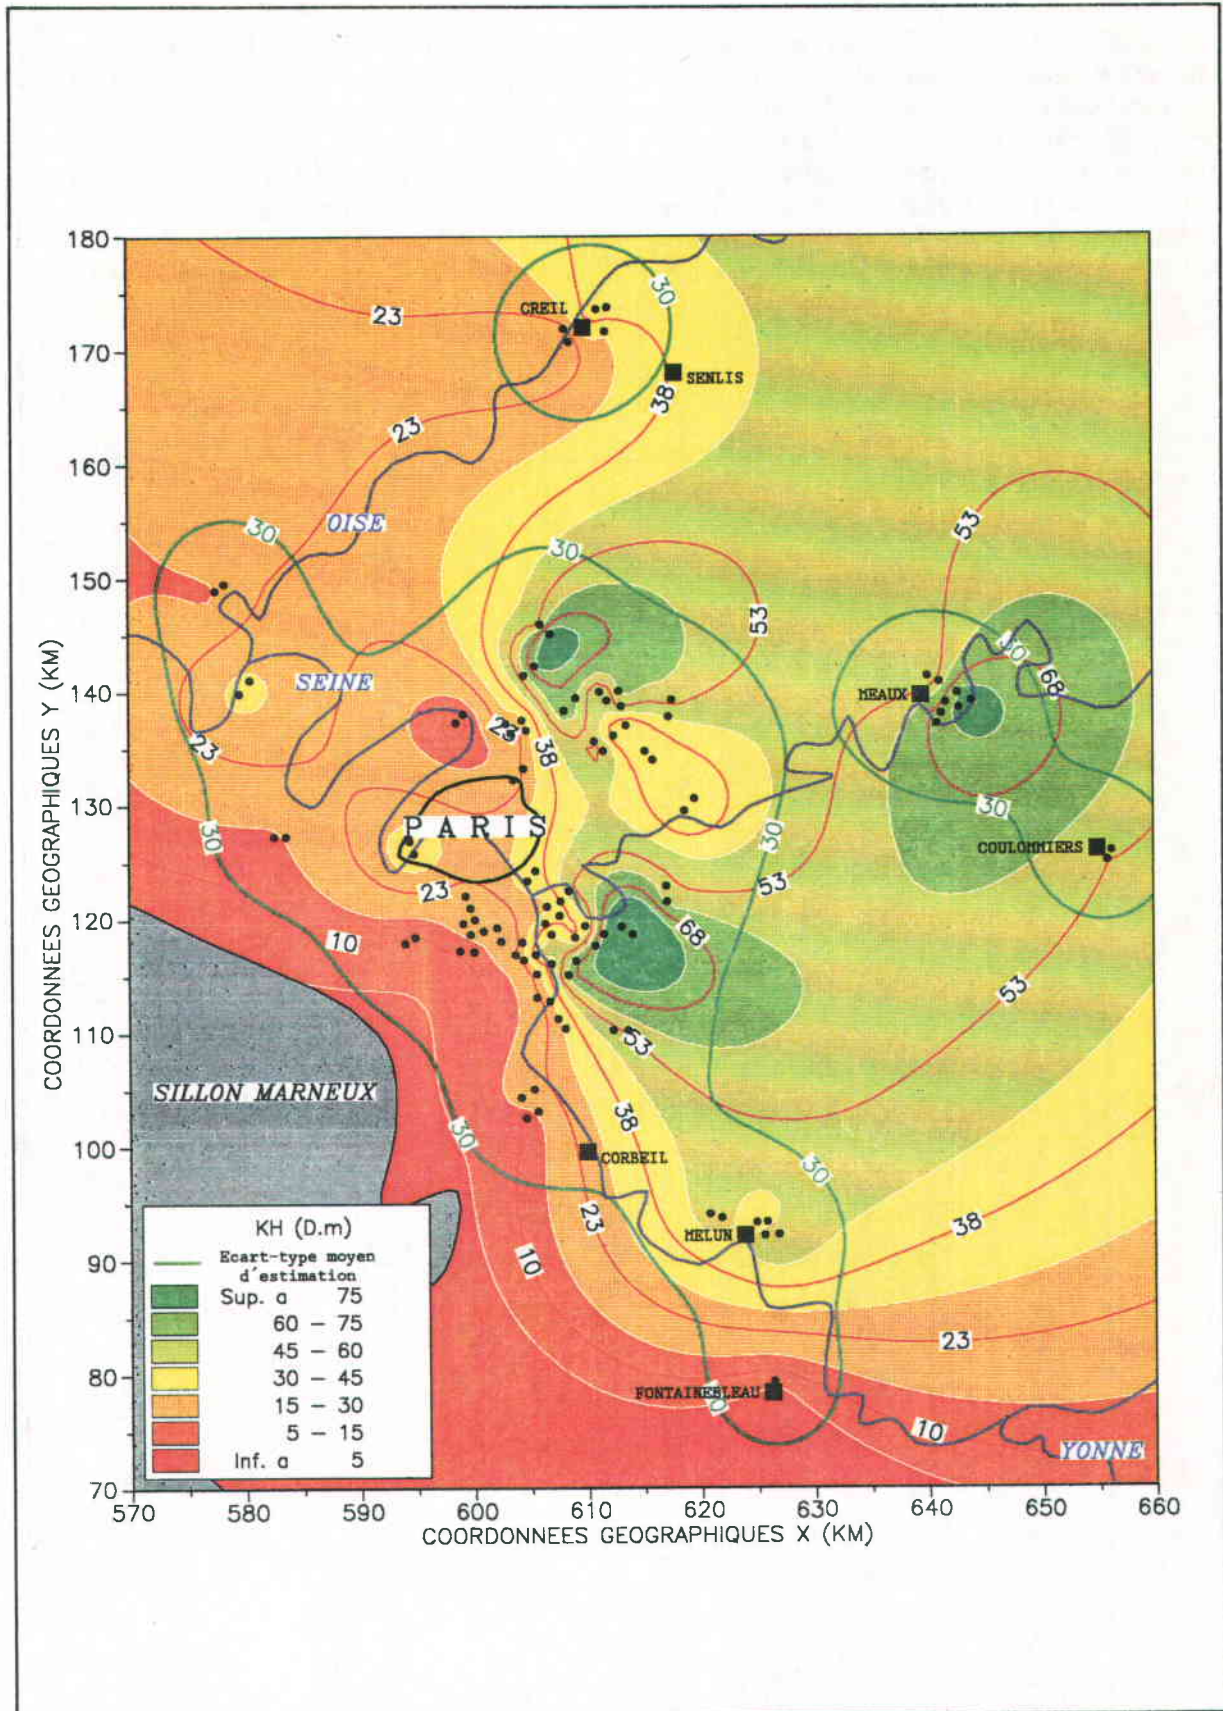 180
30
CREIL
23
170
SENLIS
38
23
160
53
OISE
30
30
150
53
30
SEINE
MEAUX
68
140
23
23
38
130
30
PARIS
30
30
COULOMMIERS
23
53
120
10
68
53
110
53
SILLON MARNEUX
38
30
100
CORBEIL
30
23
38
MELUN
10
90
KH (D.m)
Ecart-type moyen
d'estimation
Sup. a 75
60 – 75
45 – 60
30 – 45
15 – 30
5 – 15
Inf. a 5
23
80
FONTAINEBLEAU
30
10
YONNE
70
570 580 590 600 610 620 630 640 650 660
COORDONNEES GEOGRAPHIQUES X (KM)
COORDONNEES GEOGRAPHIQUES Y (KM)